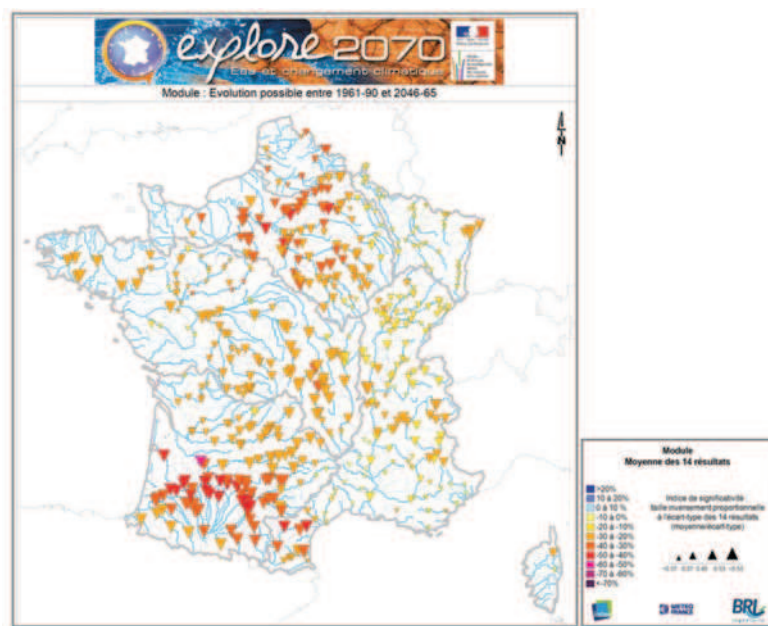 explore 2070
Eau et changement climatique
Module : Evolution possible entre 1961-90 et 2046-65
N
Module
Moyenne des 14 résultats
>20%
10 à 20%
0 à 10 %
-10 à 0%
-20 à -10%
-30 à -20%
-40 à -30%
-50 à -40%
-60 à -50%
-70 à -60%
<-70%
Indice de significativité
taille inversement proportionnelle
à l'écart-type des 14 résultats
(moyenne/écart-type)
METEO
FRANCE
BRL